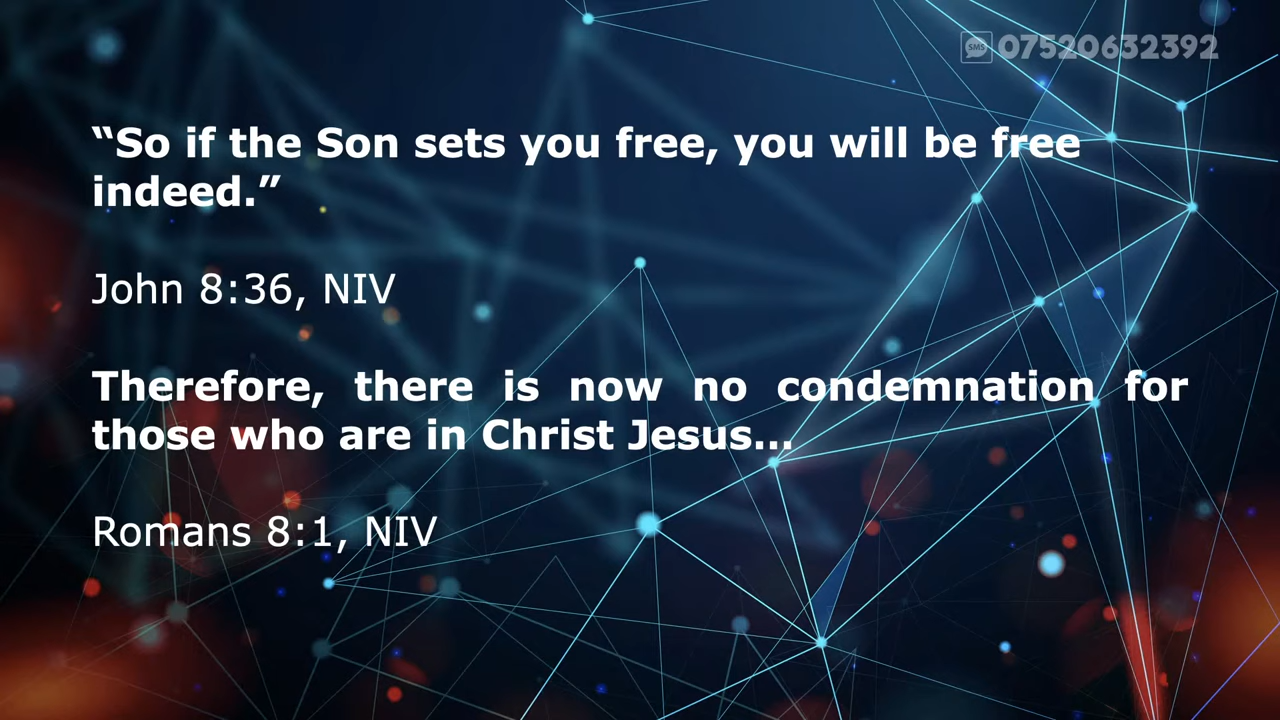 SMS 07520632392
“So if the Son sets you free, you will be free
indeed.”
John 8:36, NIV
Therefore, there is now no condemnation for
those who are in Christ Jesus...
Romans 8:1, NIV